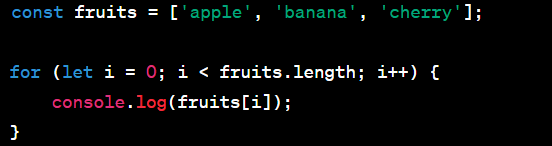 const fruits = ['apple', 'banana', 'cherry'];
for (let i = 0; i < fruits.length; i++) {
    console.log(fruits[i]);
}